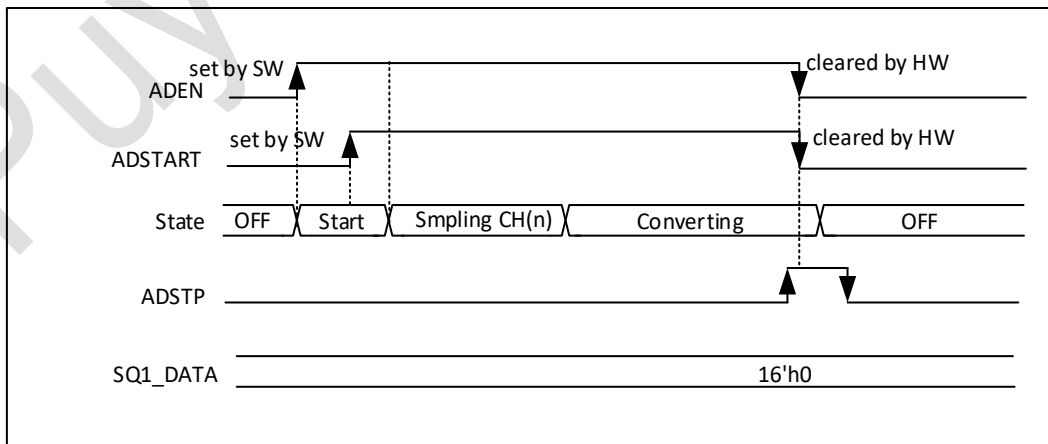 Puy
set by SW
cleared by HW
ADEN
set by SW
cleared by HW
ADSTART
State OFF Start Smpling CH(n) Converting OFF
ADSTP
SQ1_DATA 16'h0